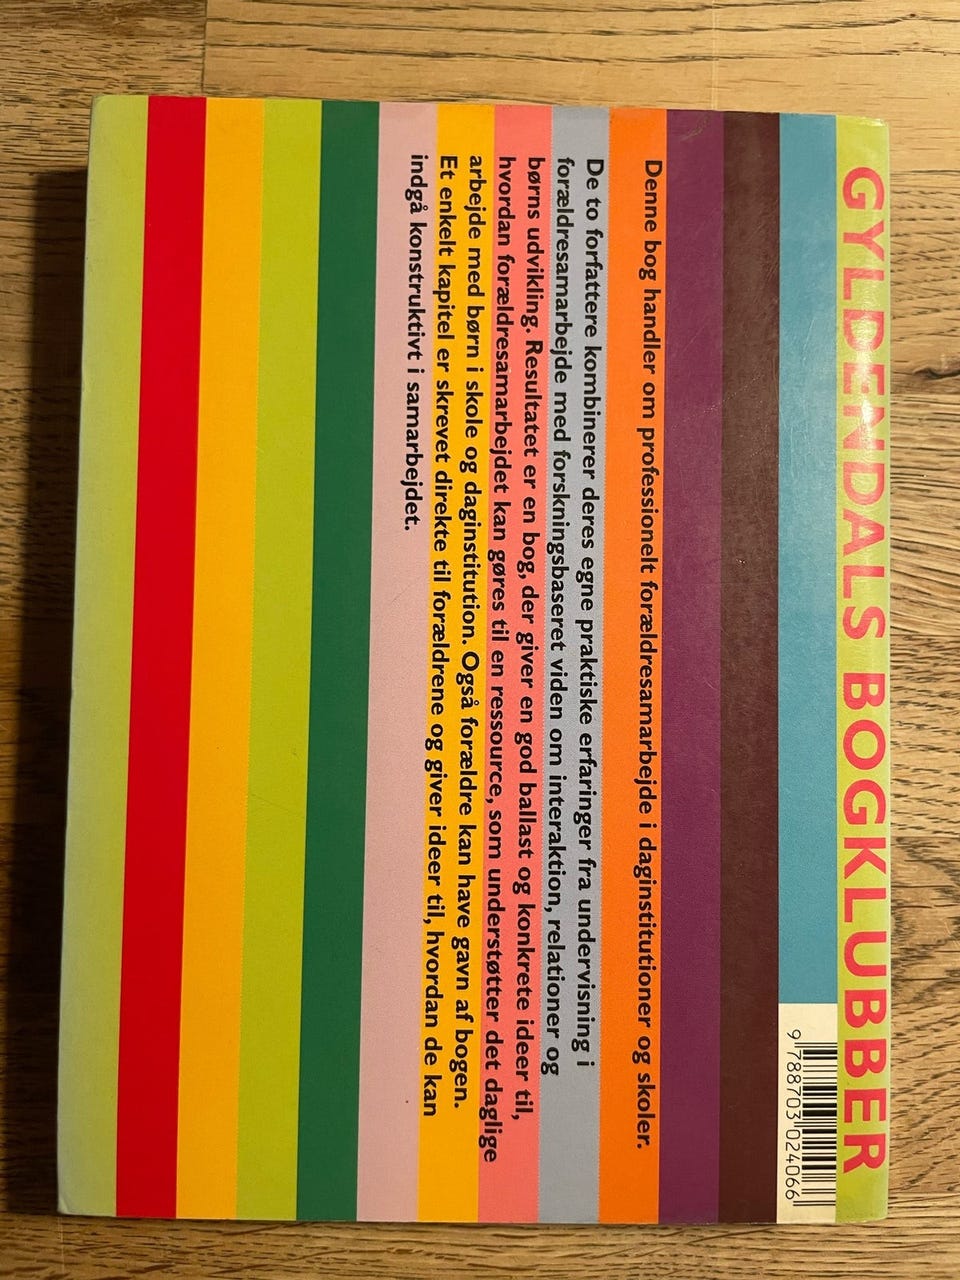 GYLDENDALS BOGKLUBBER
9 788703 024066
Denne bog handler om professionelt forældresamarbejde i daginstitutioner og skoler.
De to forfattere kombinerer deres egne praktiske erfaringer fra undervisning i
forældresamarbejde med forskningsbaseret viden om interaktion, relationer og
børns udvikling. Resultatet er en bog, der giver en god ballast og konkrete ideer til,
hvordan forældresamarbejdet kan gøres til en ressource, som understøtter det daglige
arbejde med børn i skole og daginstitution. Også forældre kan have gavn af bogen.
Et enkelt kapitel er skrevet direkte til forældrene og giver ideer til, hvordan de kan
indgå konstruktivt i samarbejdet.